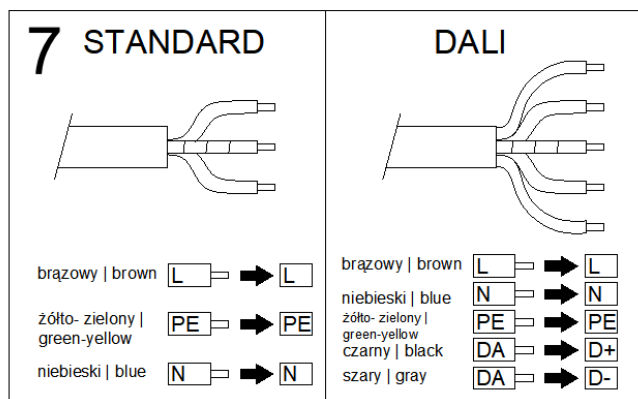 7 STANDARD
brązowy | brown L L
żółto- zielony |
green-yellow PE PE
niebieski | blue N N
DALI
brązowy | brown L L
niebieski | blue N N
żółto- zielony |
green-yellow PE PE
czarny | black DA D+
szary | gray DA D-